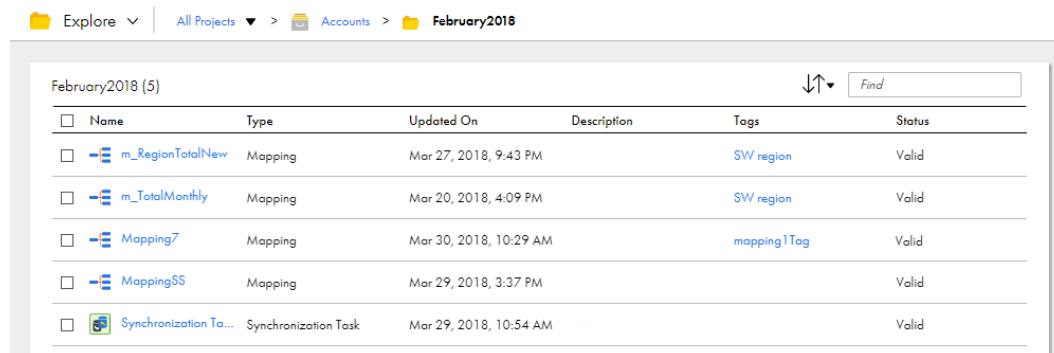 Explore All Projects > Accounts > February2018
February2018 (5) Find
Name Type Updated On Description Tags Status
m_RegionTotalNew Mapping Mar 27, 2018, 9:43 PM SW region Valid
m_TotalMonthly Mapping Mar 20, 2018, 4:09 PM SW region Valid
Mapping7 Mapping Mar 30, 2018, 10:29 AM mapping1Tag Valid
MappingSS Mapping Mar 29, 2018, 3:37 PM Valid
Synchronization Ta... Synchronization Task Mar 29, 2018, 10:54 AM Valid